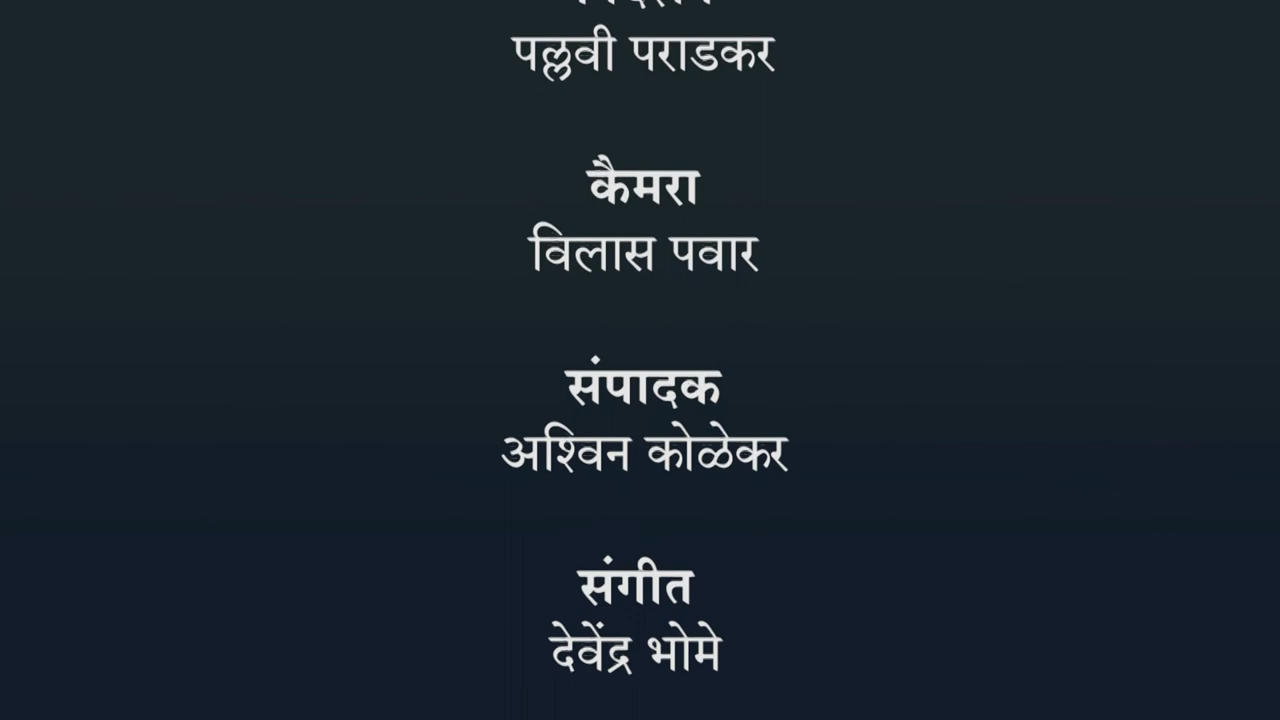 पल्लवी पराडकर
कैमरा
विलास पवार
संपादक
अश्विन कोळेकर
संगीत
देवेंद्र भोमे